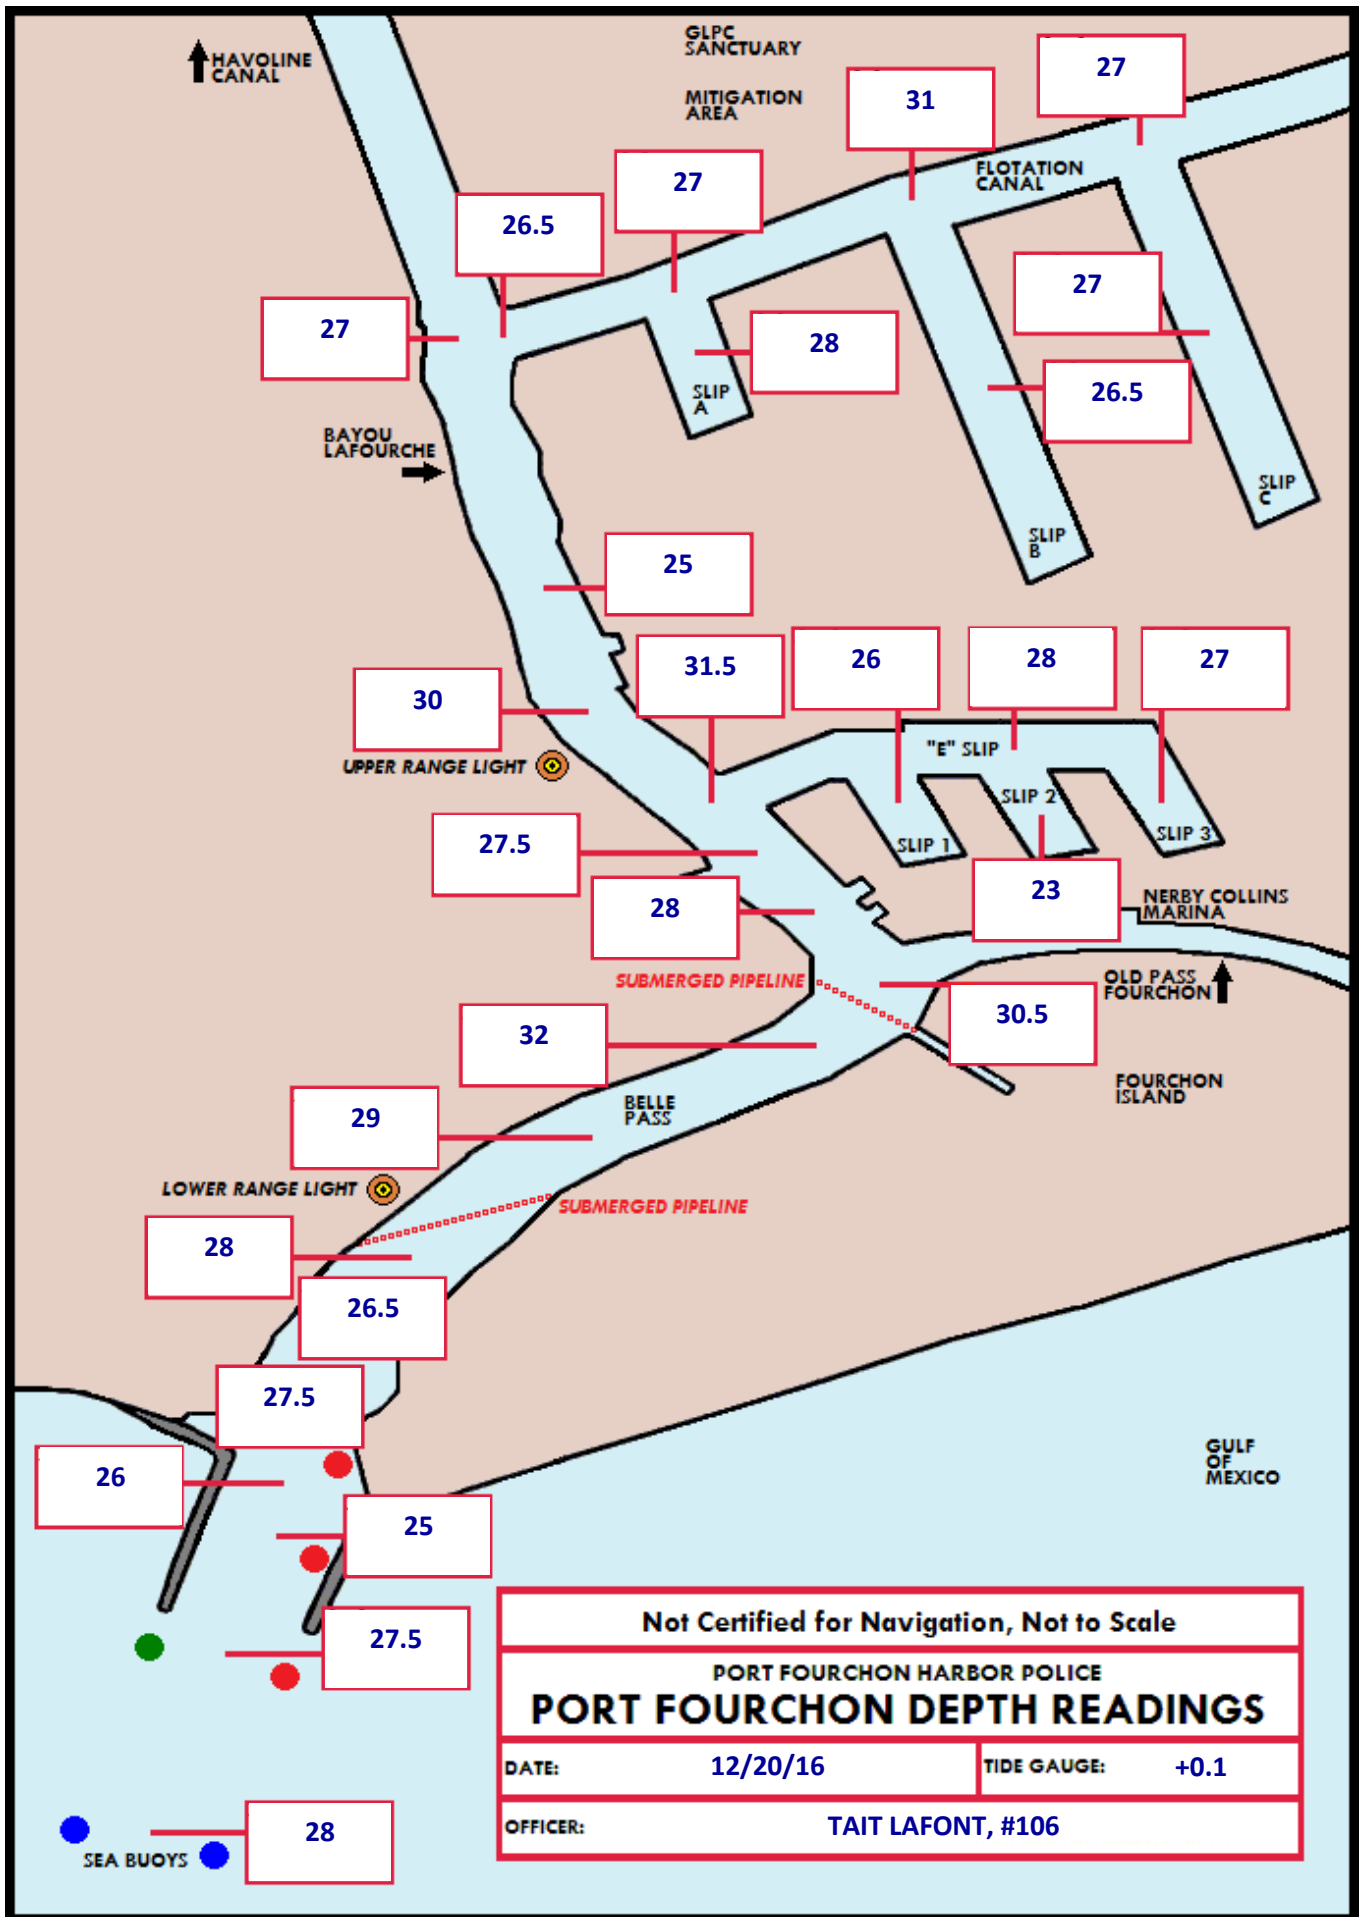 GLPC
SANCTUARY
HAVOLINE
CANAL
27
MITIGATION
AREA
31
FLOTATION
CANAL
27
26.5
27
27
28
26.5
SLIP
A
BAYOU
LAFOURCHE
SLIP
C
SLIP
B
25
31.5
26
28
27
30
"E" SLIP
UPPER RANGE LIGHT
SLIP 2
SLIP 1
SLIP 3
27.5
23
28
NERBY COLLINS
MARINA
SUBMERGED PIPELINE
OLD PASS
FOURCHON
30.5
32
FOURCHON
ISLAND
BELLE
PASS
29
LOWER RANGE LIGHT
SUBMERGED PIPELINE
28
26.5
27.5
GULF
OF
MEXICO
26
25
27.5
Not Certified for Navigation, Not to Scale
PORT FOURCHON HARBOR POLICE
PORT FOURCHON DEPTH READINGS
DATE: 12/20/16 TIDE GAUGE: +0.1
OFFICER: TAIT LAFONT, #106
28
SEA BUOYS